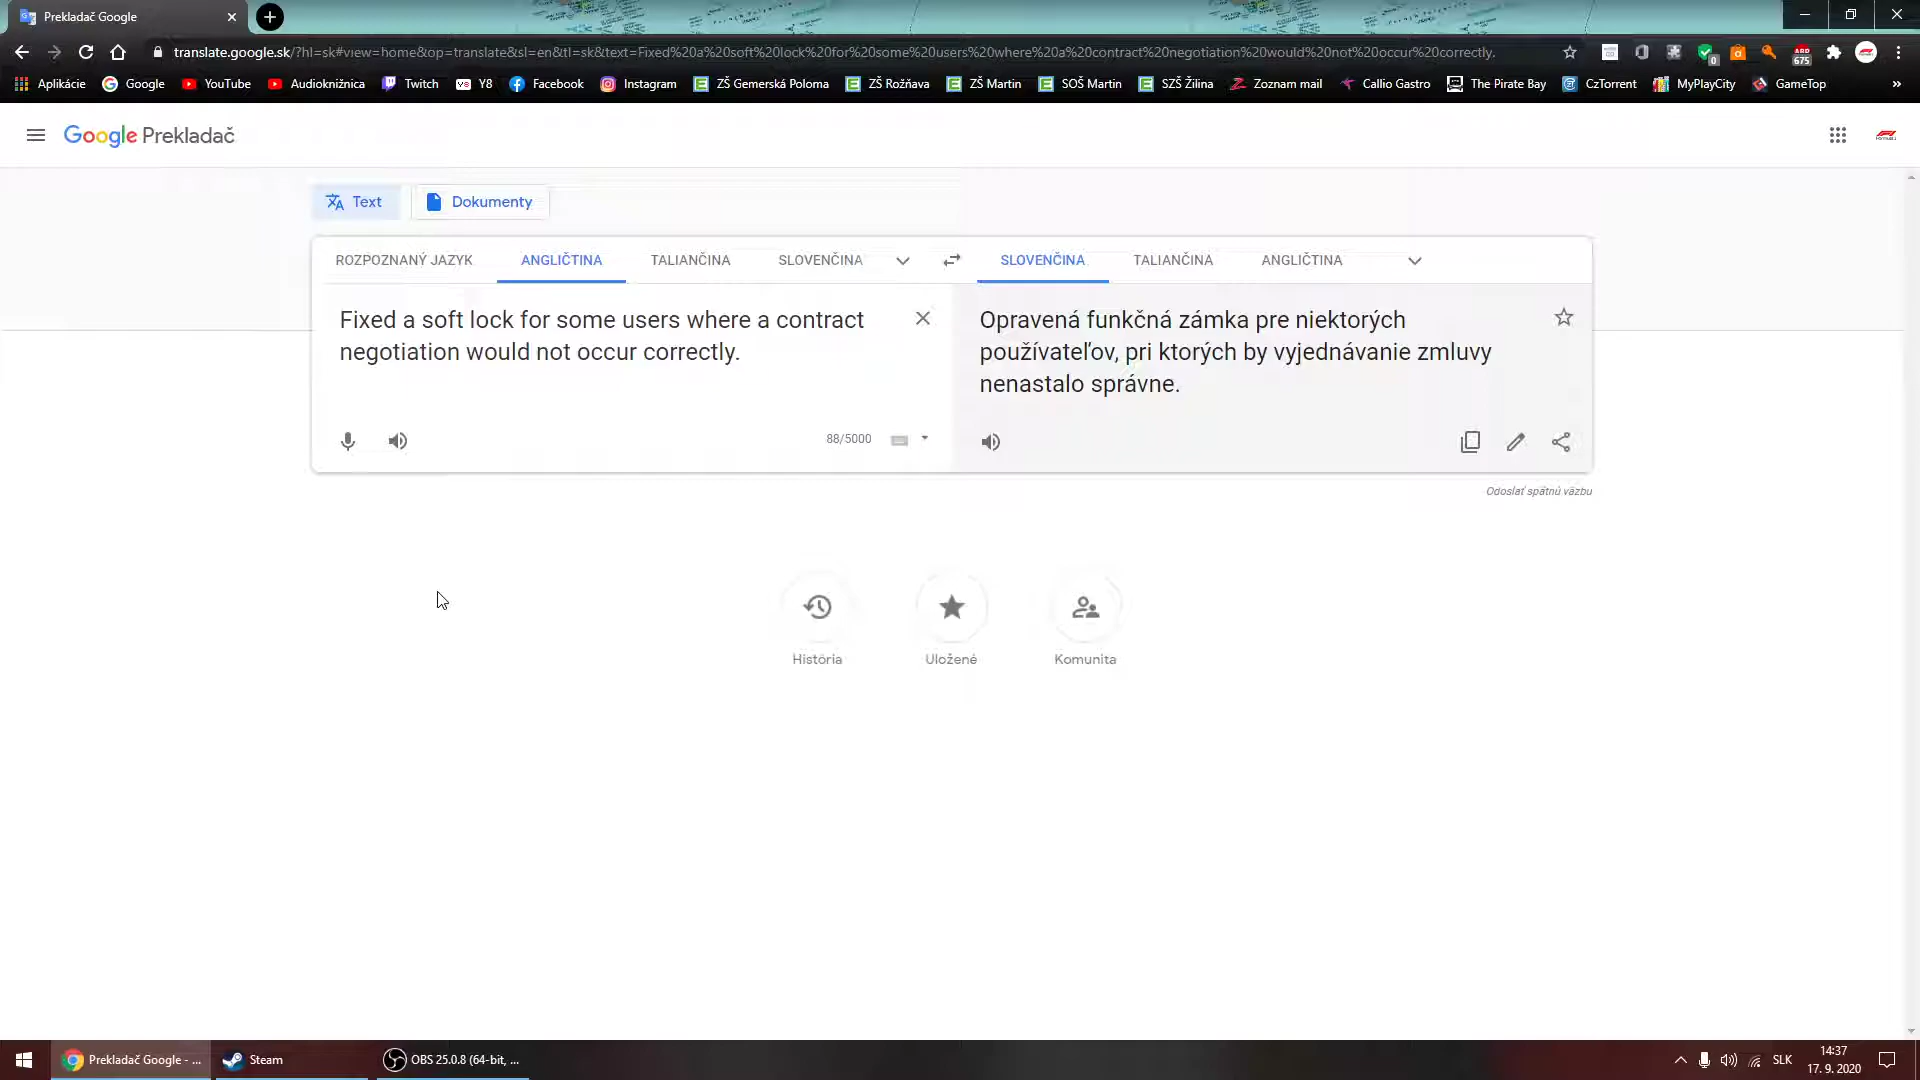 Prekladač Google
translate.google.sk/?hl=sk#view=home&op=translate&sl=en&tl=sk&text=Fixed%20a%20soft%20lock%20for%20some%20users%20where%20a%20contract%20negotiation%20would%20not%20occur%20correctly.
0
ABP
675
Aplikácie Google YouTube Audioknižnica Twitch Y8 Facebook Instagram ZŠ Gemerská Poloma ZŠ Rožňava ZŠ Martin SOŠ Martin SZŠ Žilina Zoznam mail Callio Gastro The Pirate Bay CzTorrent MyPlayCity GameTop »
Google Prekladač
Text Dokumenty
ROZPOZNANÝ JAZYK ANGLIČTINA TALIANČINA SLOVENČINA SLOVENČINA TALIANČINA ANGLIČTINA
Fixed a soft lock for some users where a contract
negotiation would not occur correctly.
Opravená funkčná zámka pre niektorých
používateľov, pri ktorých by vyjednávanie zmluvy
nenastalo správne.
88/5000
Odoslať spätnú väzbu
História Uložené Komunita
Prekladač Google - ... Steam OBS 25.0.8 (64-bit, ... SLK
14:37
17. 9. 2020